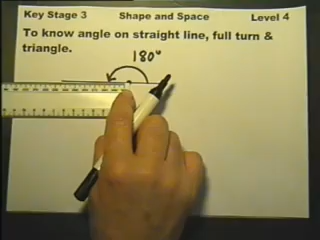 Key Stage 3 Shape and Space Level 4
To know angle on straight line, full turn &
triangle.
180°